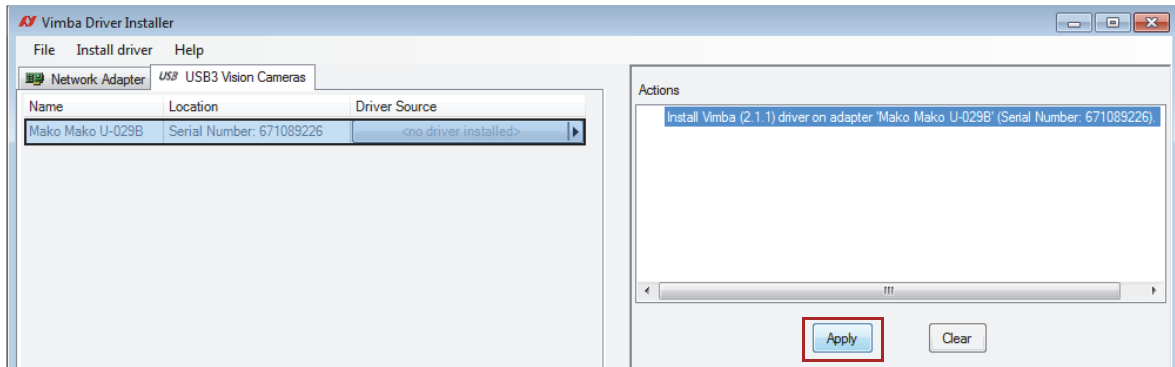 Vimba Driver Installer
File Install driver Help
Network Adapter USB USB3 Vision Cameras
Name Location Driver Source
Mako Mako U-029B Serial Number: 671089226 <no driver installed>
Actions
Install Vimba (2.1.1) driver on adapter 'Mako Mako U-029B' (Serial Number: 671089226).
Apply Clear